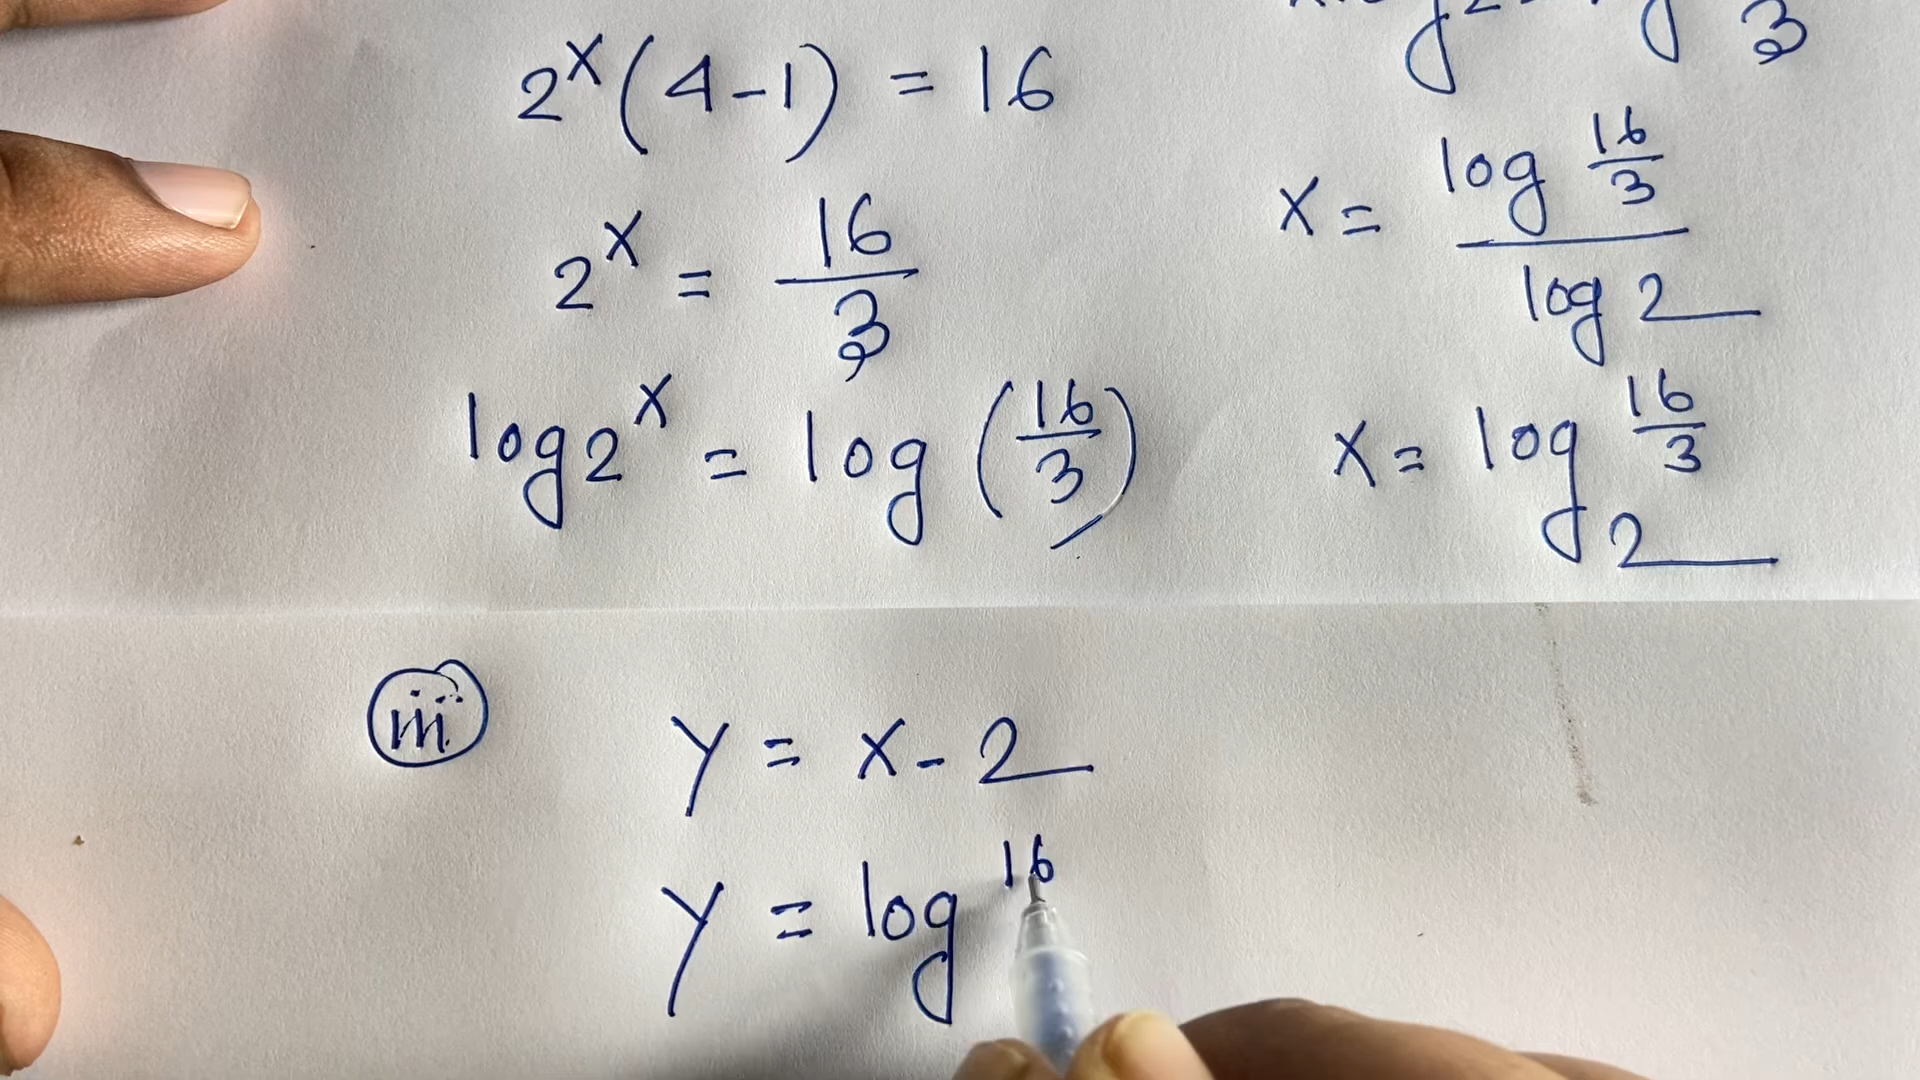 2^x (4-1) = 16
2^x = 16/3
log 2^x = log (16/3)
3
x = log 16/3 / log 2
x = log_2 16/3
iii
y = x - 2
y = log 16